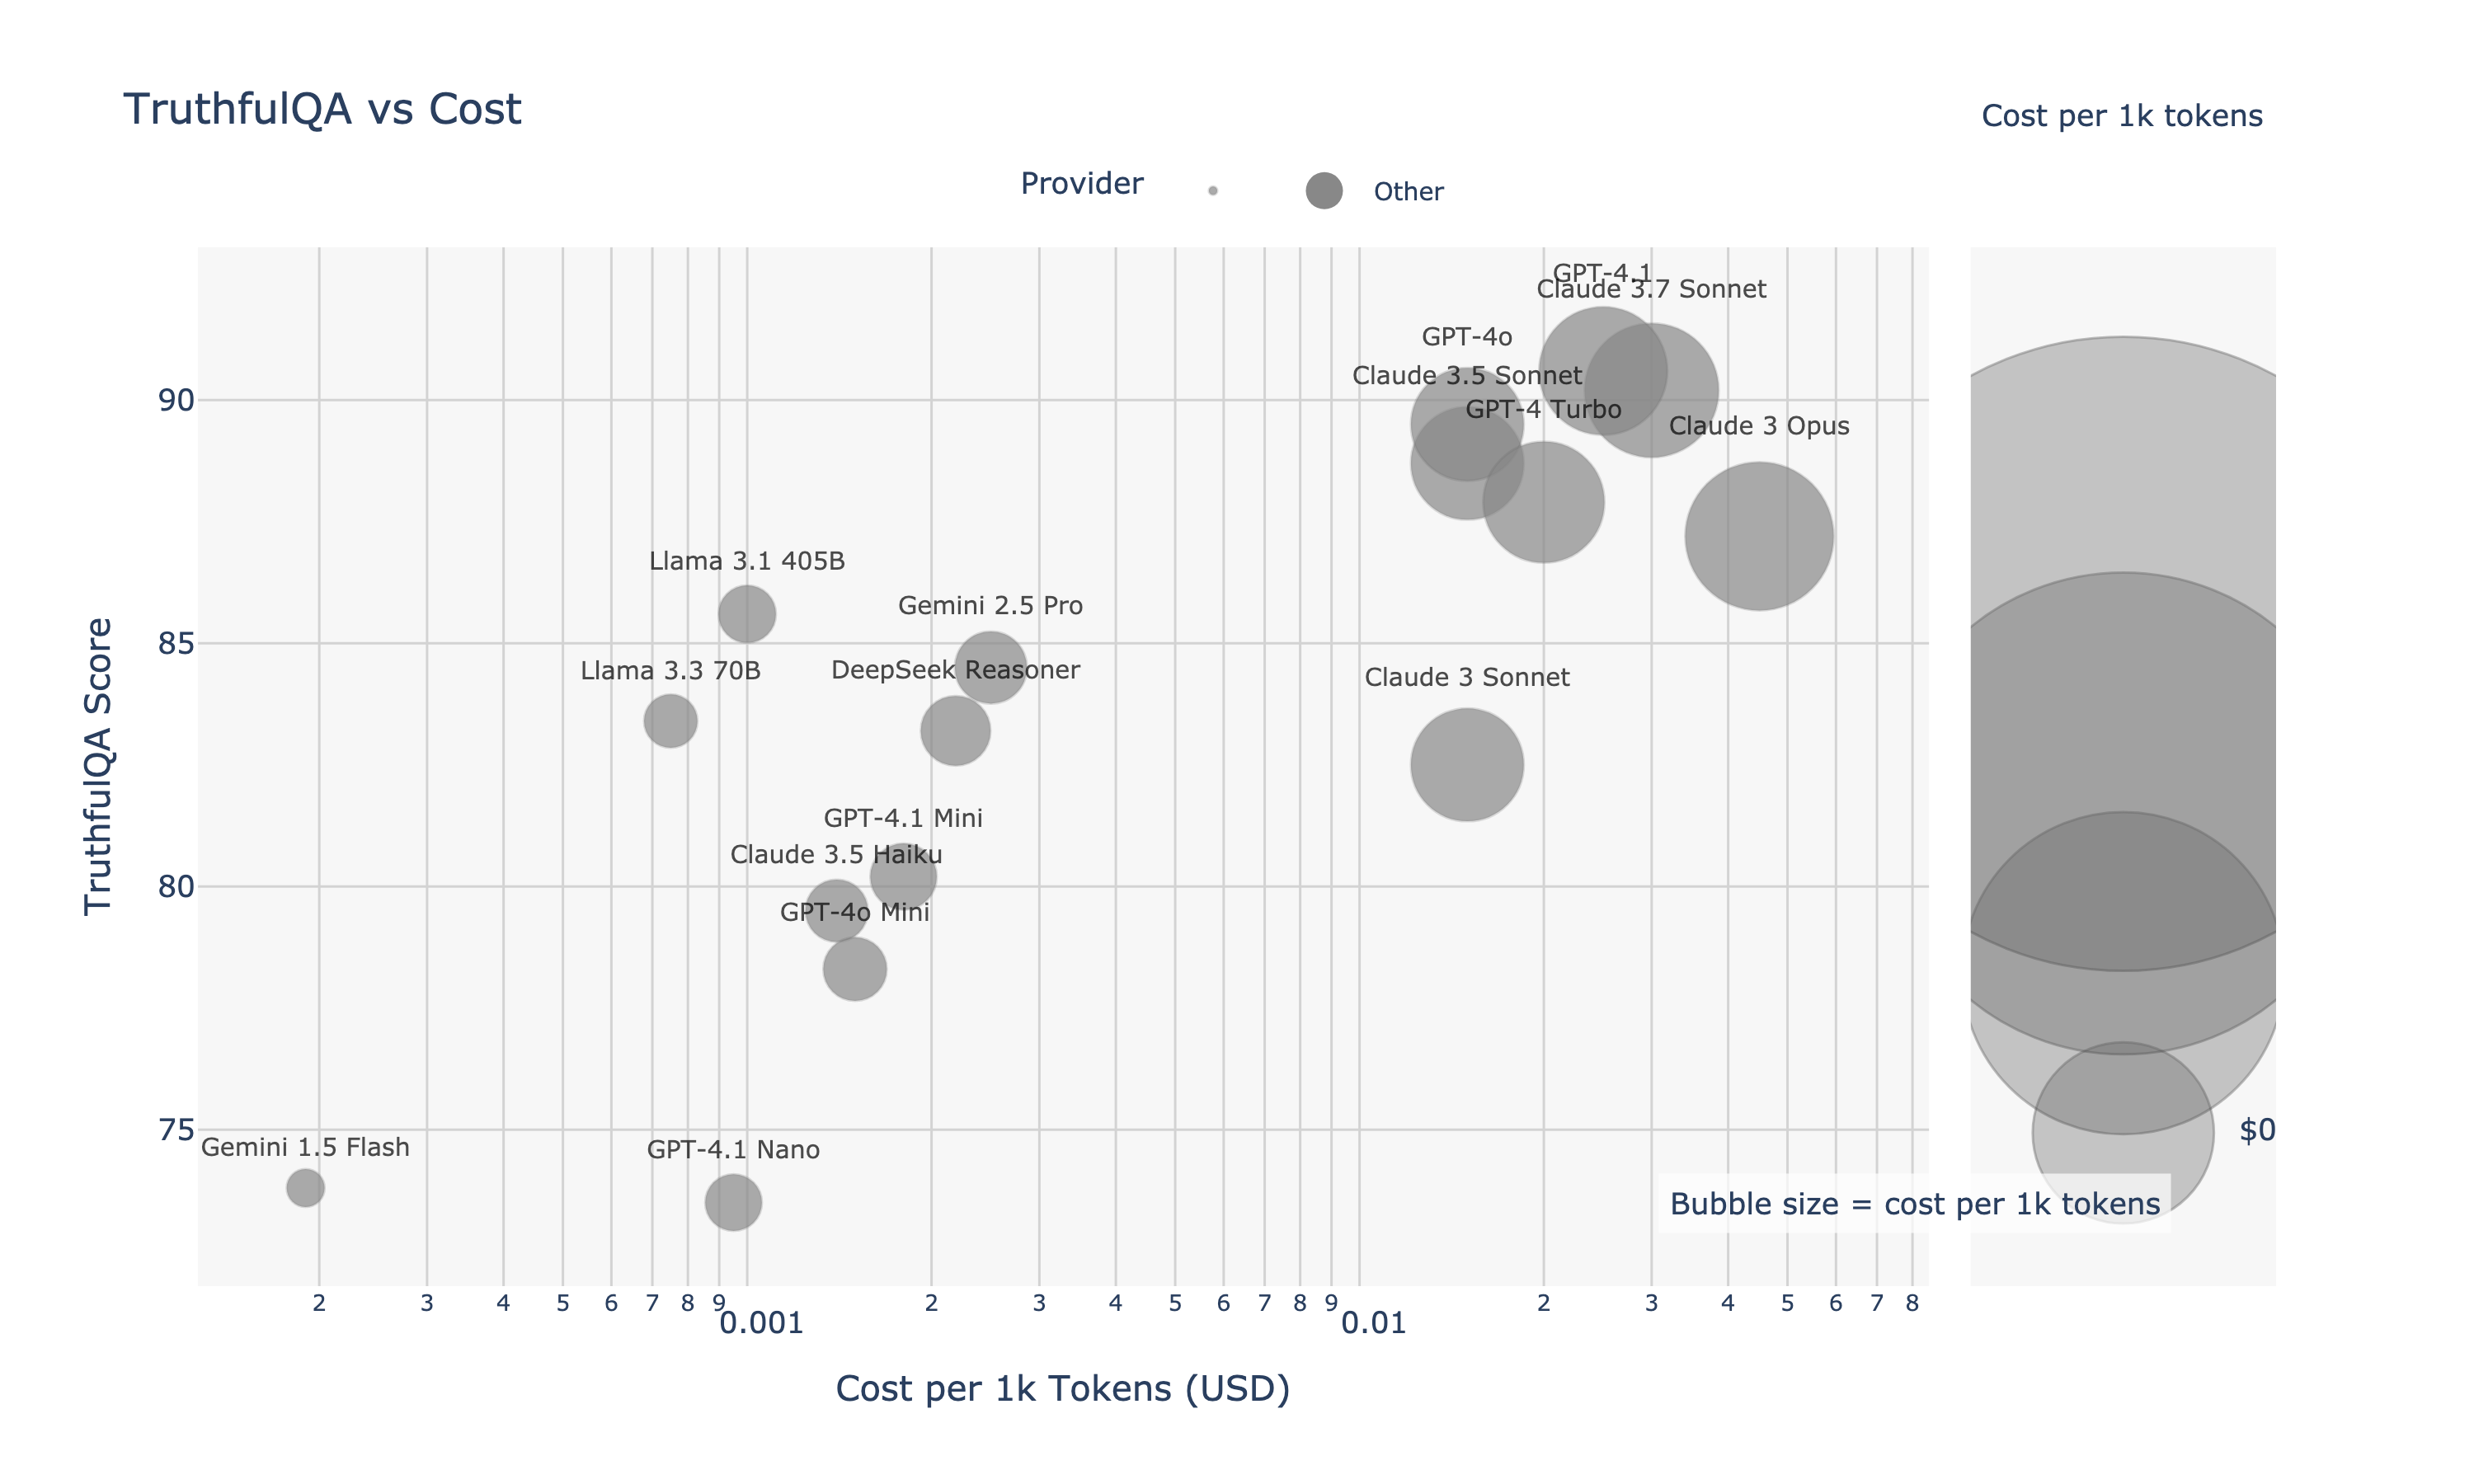 TruthfulQA vs Cost
Cost per 1k tokens
Provider
Other
GPT-4.1
Claude 3.7 Sonnet
GPT-4o
Claude 3.5 Sonnet
GPT-4 Turbo
Claude 3 Opus
Llama 3.1 405B
Gemini 2.5 Pro
Llama 3.3 70B
DeepSeek Reasoner
Claude 3 Sonnet
GPT-4.1 Mini
Claude 3.5 Haiku
GPT-4o Mini
Gemini 1.5 Flash
GPT-4.1 Nano
$0
Bubble size = cost per 1k tokens
TruthfulQA Score
90
85
80
75
2 3 4 5 6 7 8 9 2 3 4 5 6 7 8 9 2 3 4 5 6 7 8
0.001 0.01
Cost per 1k Tokens (USD)